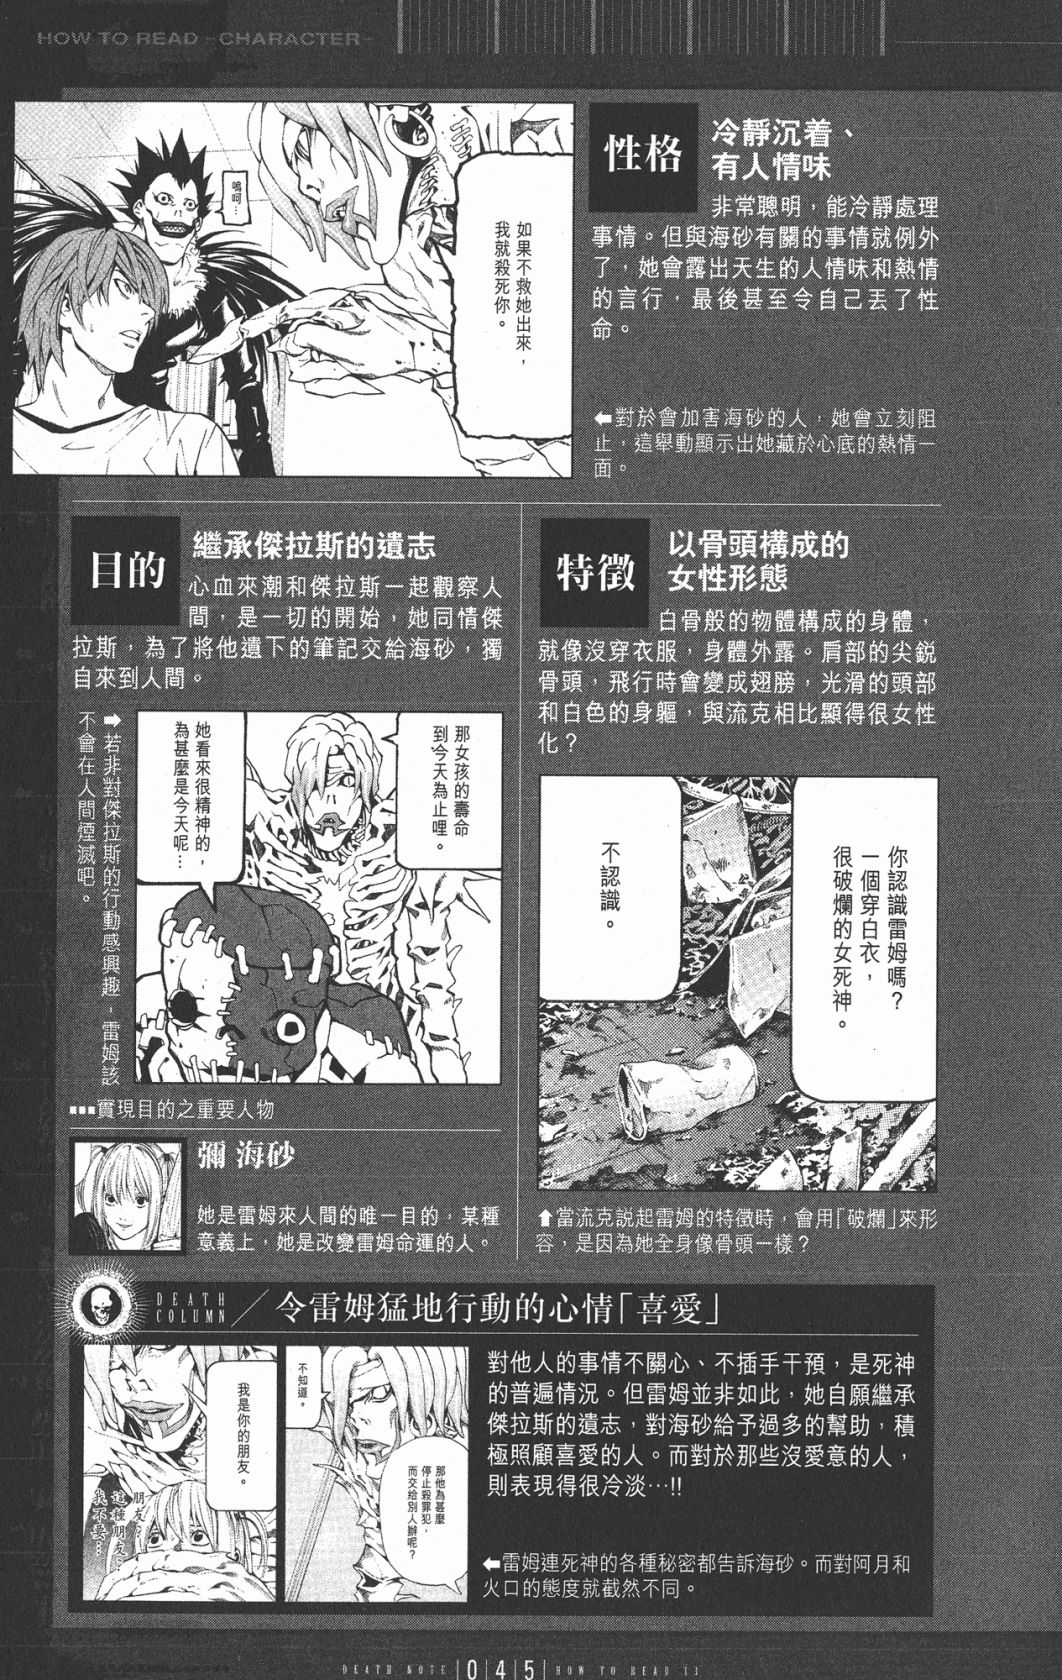 HOW TO READ -CHARACTER-
性格
冷靜沉着、
有人情味
非常聰明，能冷靜處理
事情。但與海砂有關的事情就例外
了，她會露出天生的人情味和熱情
的言行，最後甚至令自己丟了性
命。
⬅對於會加害海砂的人，她會立刻阻
止，這舉動顯示出她藏於心底的熱情一
面。
如果不救她出來，
我就殺死你。
嗚呵…
特徵
以骨頭構成的
女性形態
白骨般的物體構成的身體，
就像沒穿衣服，身體外露。肩部的尖銳
骨頭，飛行時會變成翅膀，光滑的頭部
和白色的身軀，與流克相比顯得很女性
化？
你認識雷姆嗎？
一個穿白衣，
很破爛的女死神。
不認識。
⬆當流克說起雷姆的特徵時，會用「破爛」來形
容，是因為她全身像骨頭一樣？
目的
繼承傑拉斯的遺志
心血來潮和傑拉斯一起觀察人
間，是一切的開始，她同情傑
拉斯，為了將他遺下的筆記交給海砂，獨
自來到人間。
那女孩的壽命
到今天為止哩。
她看來很精神的，
為甚麼是今天呢…
➡若非對傑拉斯的行動感興趣，雷姆該
不會在人間煙滅吧。
■■■實現目的之重要人物
彌 海砂
她是雷姆來人間的唯一目的，某種
意義上，她是改變雷姆命運的人。
DEATH
COLUMN
／令雷姆猛地行動的心情「喜愛」
對他人的事情不關心、不插手干預，是死神
的普遍情況。但雷姆並非如此，她自願繼承
傑拉斯的遺志，對海砂給予過多的幫助，積
極照顧喜愛的人。而對於那些沒愛意的人，
則表現得很冷淡…!!
⬅雷姆連死神的各種秘密都告訴海砂。而對阿月和
火口的態度就截然不同。
不知道。
那他為甚麼
停止殺罪犯，
而交給別人辦呢？
我是你的朋友。
朋友？
這種朋友…
我不要…
DEATH NOTE 045 HOW TO READ 13